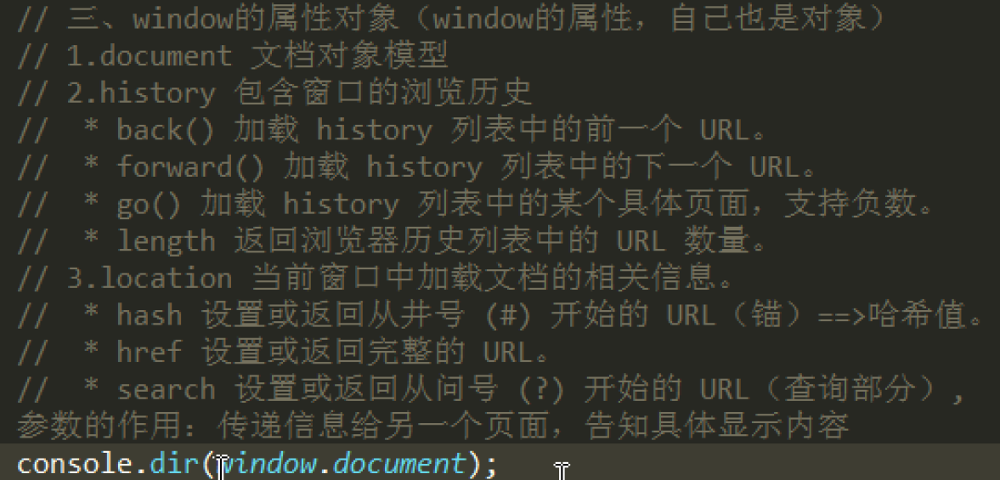 // 三、window的属性对象（window的属性，自己也是对象）
// 1.document 文档对象模型
// 2.history 包含窗口的浏览历史
//  * back() 加载 history 列表中的前一个 URL。
//  * forward() 加载 history 列表中的下一个 URL。
//  * go() 加载 history 列表中的某个具体页面，支持负数。
//  * length 返回浏览器历史列表中的 URL 数量。
// 3.location 当前窗口中加载文档的相关信息。
//  * hash 设置或返回从井号 (#) 开始的 URL（锚）==>哈希值。
//  * href 设置或返回完整的 URL。
//  * search 设置或返回从问号 (?) 开始的 URL（查询部分）,
参数的作用：传递信息给另一个页面，告知具体显示内容
console.dir(window.document);